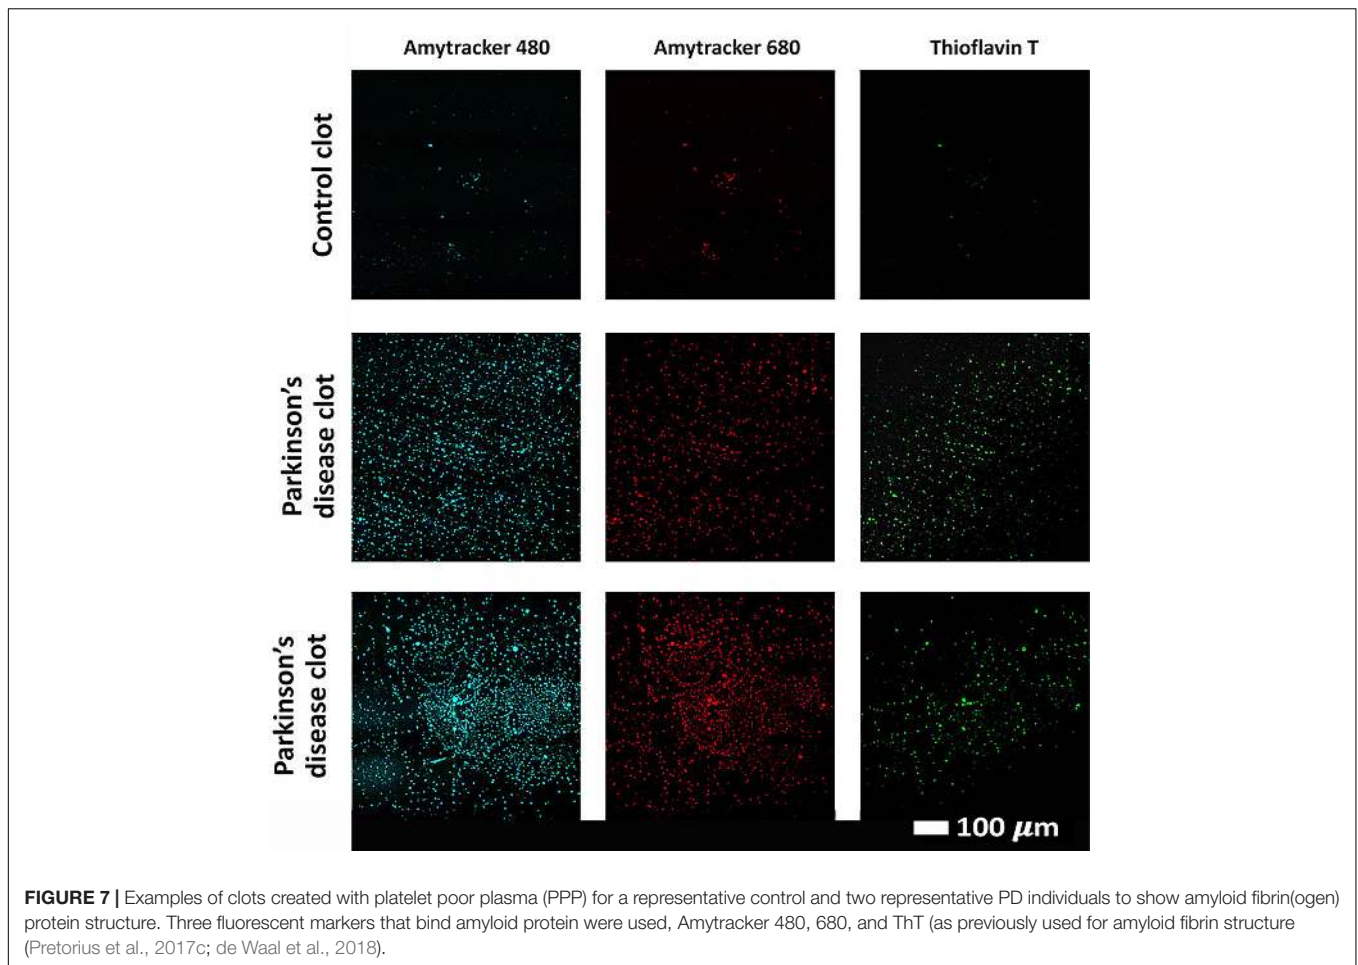 Amytracker 480 Amytracker 680 Thioflavin T
Control clot
Parkinson's
disease clot
Parkinson's
disease clot
100 μm
FIGURE 7 | Examples of clots created with platelet poor plasma (PPP) for a representative control and two representative PD individuals to show amyloid fibrin(ogen)
protein structure. Three fluorescent markers that bind amyloid protein were used, Amytracker 480, 680, and ThT (as previously used for amyloid fibrin structure
(Pretorius et al., 2017c; de Waal et al., 2018).